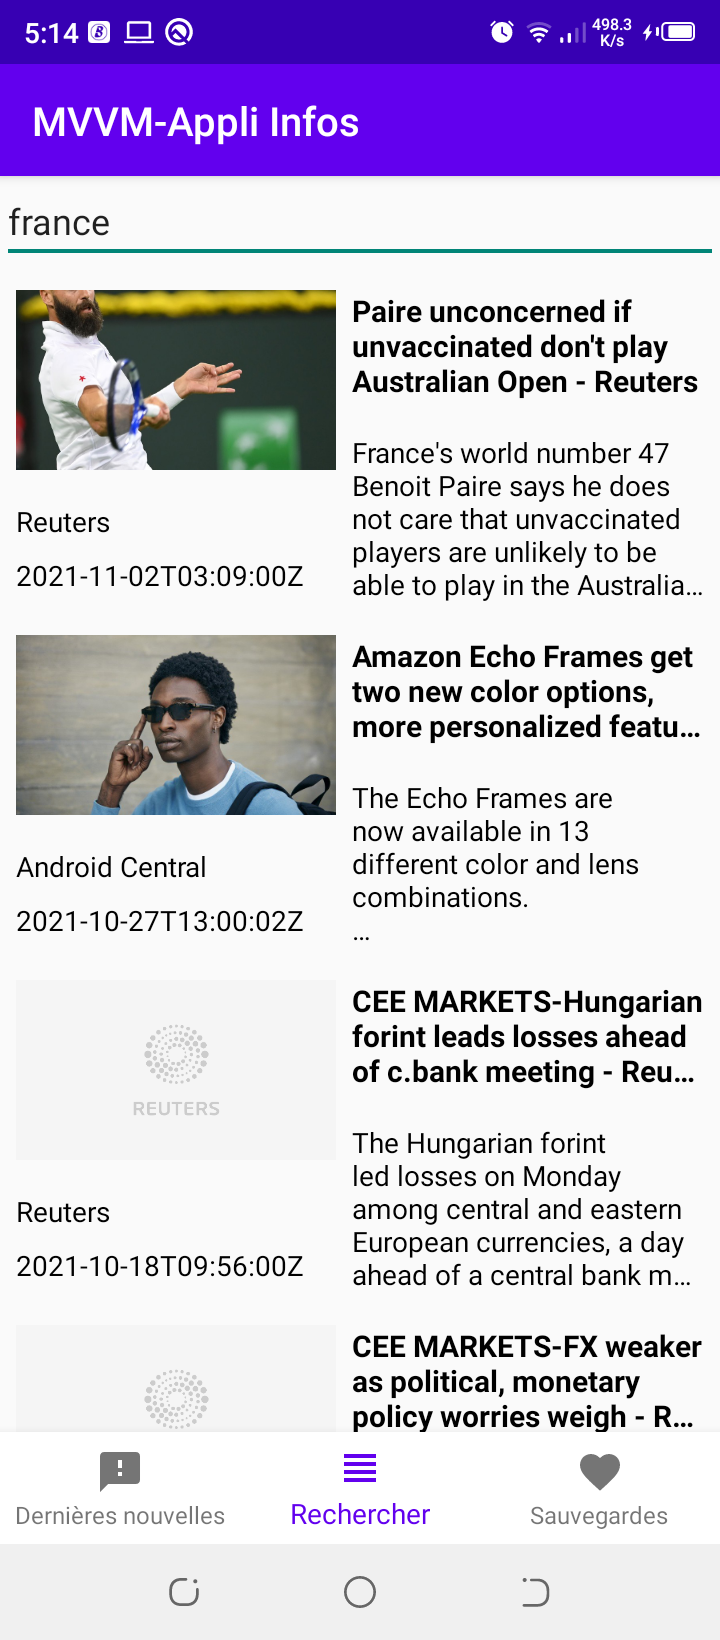 5:14
498.3
K/s
MVVM-Appli Infos
france
Paire unconcerned if
unvaccinated don't play
Australian Open - Reuters
France's world number 47
Benoit Paire says he does
not care that unvaccinated
players are unlikely to be
able to play in the Australia...
Reuters
2021-11-02T03:09:00Z
Amazon Echo Frames get
two new color options,
more personalized featu...
The Echo Frames are
now available in 13
different color and lens
combinations.
...
Android Central
2021-10-27T13:00:02Z
REUTERS
CEE MARKETS-Hungarian
forint leads losses ahead
of c.bank meeting - Reu...
The Hungarian forint
led losses on Monday
among central and eastern
European currencies, a day
ahead of a central bank m...
Reuters
2021-10-18T09:56:00Z
CEE MARKETS-FX weaker
as political, monetary
policy worries weigh - R...
Dernières nouvelles
Rechercher
Sauvegardes